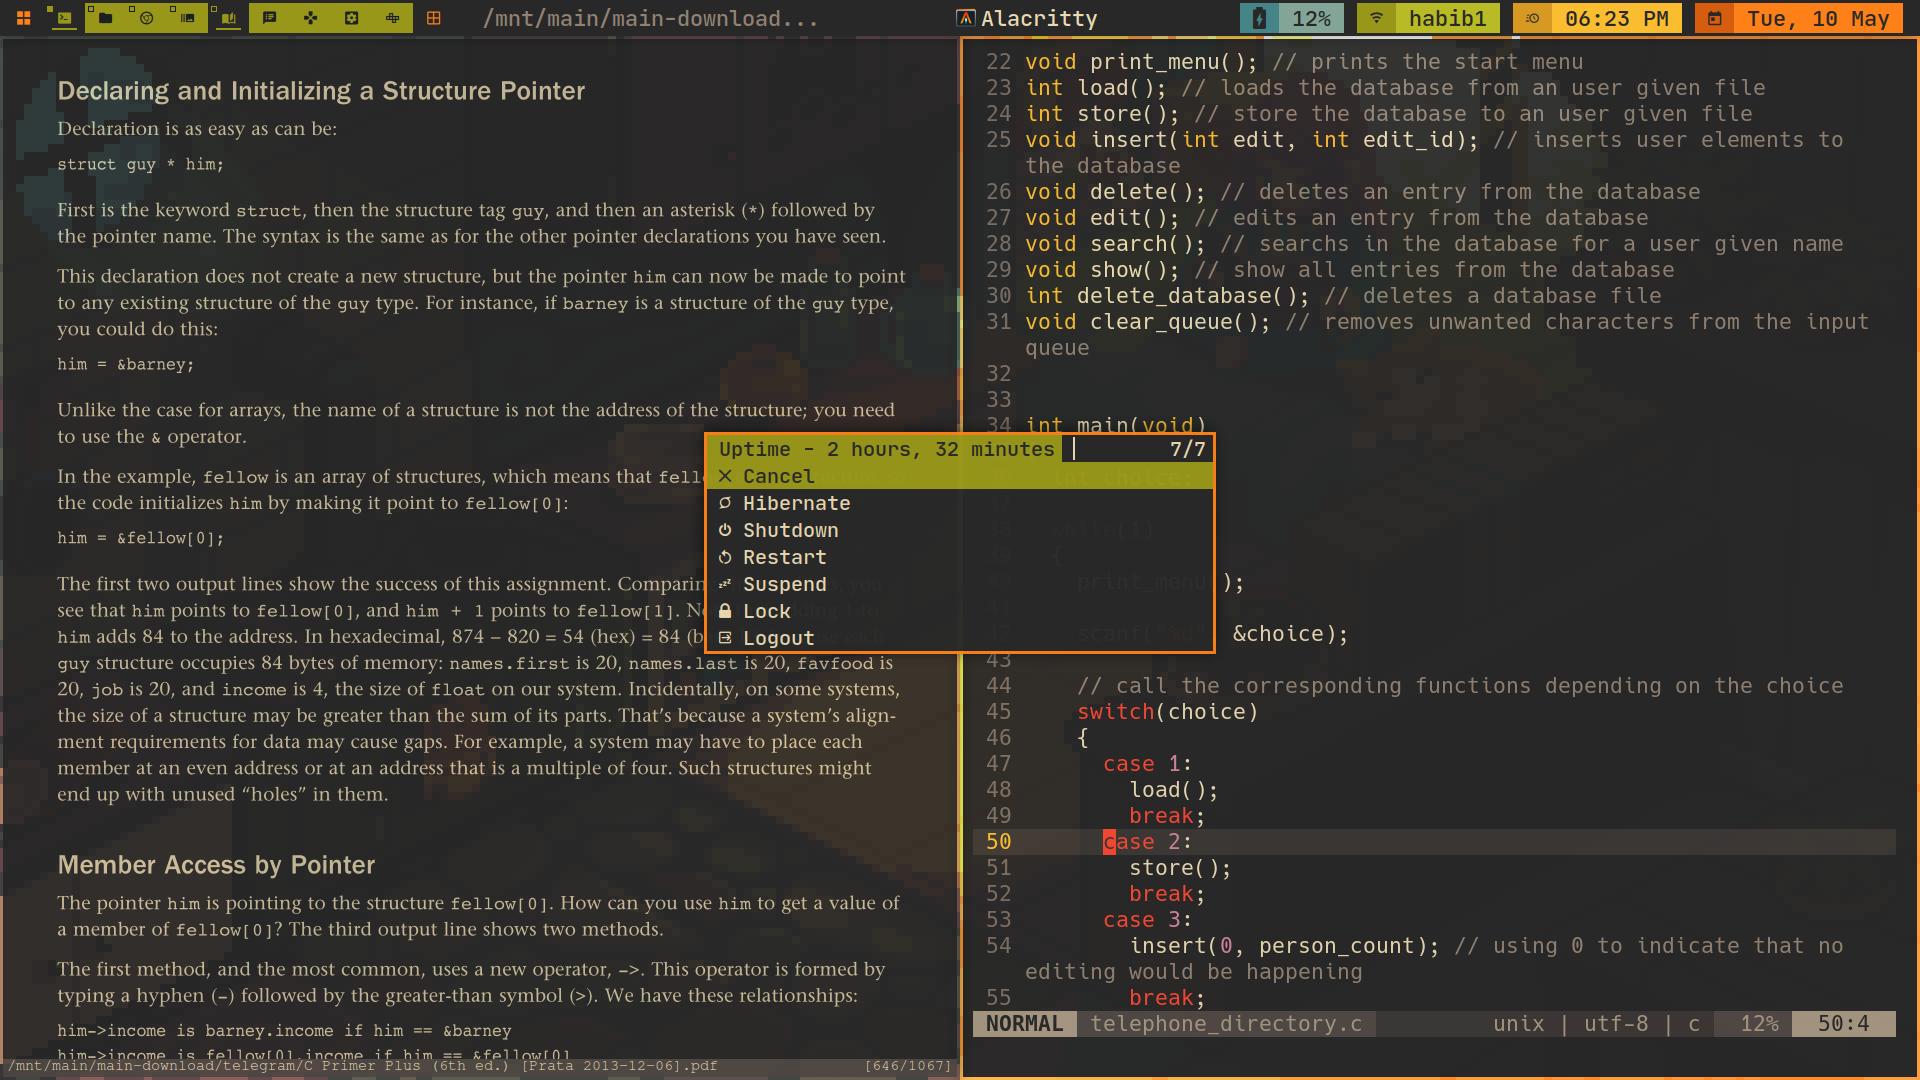 /mnt/main/main-download...
Alacritty
12%
habib1
06:23 PM
Tue, 10 May
Declaring and Initializing a Structure Pointer
Declaration is as easy as can be:
struct guy * him;
First is the keyword struct, then the structure tag guy, and then an asterisk (*) followed by
the pointer name. The syntax is the same as for the other pointer declarations you have seen.
This declaration does not create a new structure, but the pointer him can now be made to point
to any existing structure of the guy type. For instance, if barney is a structure of the guy type,
you could do this:
him = &barney;
Unlike the case for arrays, the name of a structure is not the address of the structure; you need
to use the & operator.
In the example, fellow is an array of structures, which means that fell
the code initializes him by making it point to fellow[0]:
him = &fellow[0];
The first two output lines show the success of this assignment. Comparin
see that him points to fellow[0], and him + 1 points to fellow[1]. N
him adds 84 to the address. In hexadecimal, 874 – 820 = 54 (hex) = 84 (b
guy structure occupies 84 bytes of memory: names.first is 20, names.last is 20, favfood is
20, job is 20, and income is 4, the size of float on our system. Incidentally, on some systems,
the size of a structure may be greater than the sum of its parts. That’s because a system’s align-
ment requirements for data may cause gaps. For example, a system may have to place each
member at an even address or at an address that is a multiple of four. Such structures might
end up with unused “holes” in them.
Member Access by Pointer
The pointer him is pointing to the structure fellow[0]. How can you use him to get a value of
a member of fellow[0]? The third output line shows two methods.
The first method, and the most common, uses a new operator, ->. This operator is formed by
typing a hyphen (-) followed by the greater-than symbol (>). We have these relationships:
him->income is barney.income if him == &barney
him->income is fellow[0].income if him == &fellow[0]
/mnt/main/main-download/telegram/C Primer Plus (6th ed.) [Prata 2013-12-06].pdf [646/1067]
22 void print_menu(); // prints the start menu
23 int load(); // loads the database from an user given file
24 int store(); // store the database to an user given file
25 void insert(int edit, int edit_id); // inserts user elements to
the database
26 void delete(); // deletes an entry from the database
27 void edit(); // edits an entry from the database
28 void search(); // searchs in the database for a user given name
29 void show(); // show all entries from the database
30 int delete_database(); // deletes a database file
31 void clear_queue(); // removes unwanted characters from the input
queue
32
33
34 int main(void)
int choice;
while(1)
{
print_menu();
scanf("%d", &choice);
43
44 // call the corresponding functions depending on the choice
45 switch(choice)
46 {
47 case 1:
48 load();
49 break;
50 case 2:
51 store();
52 break;
53 case 3:
54 insert(0, person_count); // using 0 to indicate that no
editing would be happening
55 break;
NORMAL telephone_directory.c unix | utf-8 | c 12% 50:4
Uptime - 2 hours, 32 minutes 7/7
Cancel
Hibernate
Shutdown
Restart
Suspend
Lock
Logout